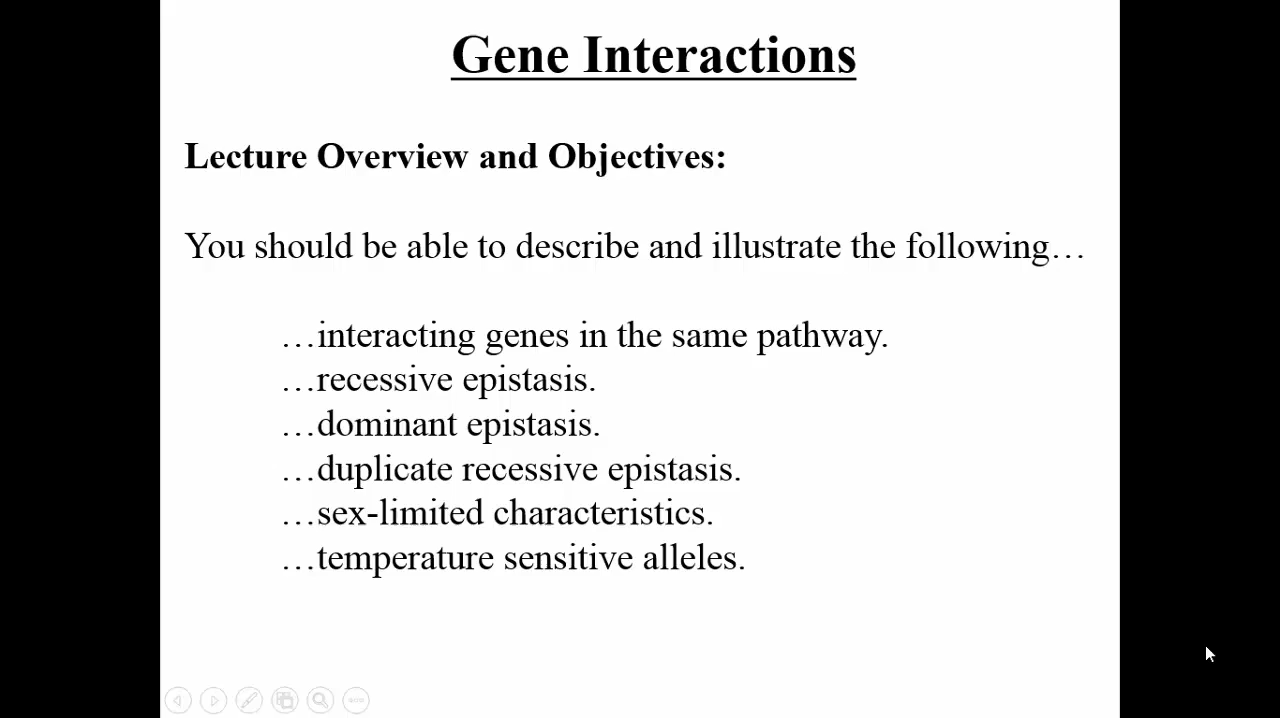 Gene Interactions
Lecture Overview and Objectives:
You should be able to describe and illustrate the following…
…interacting genes in the same pathway.
…recessive epistasis.
…dominant epistasis.
…duplicate recessive epistasis.
…sex-limited characteristics.
…temperature sensitive alleles.